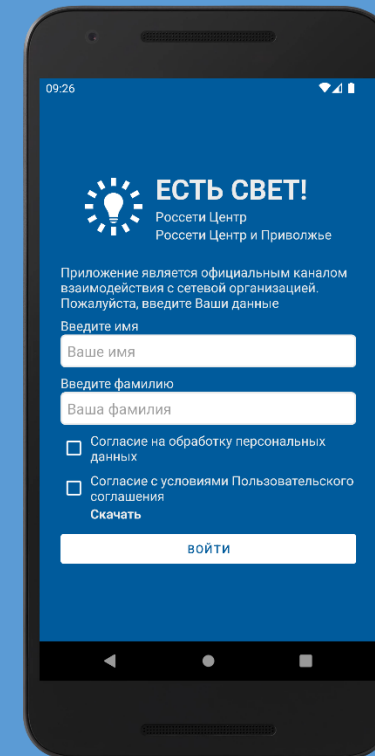 09:26
ЕСТЬ СВЕТ!
Россети Центр
Россети Центр и Приволжье
Приложение является официальным каналом
взаимодействия с сетевой организацией.
Пожалуйста, введите Ваши данные
Введите имя
Ваше имя
Введите фамилию
Ваша фамилия
Согласие на обработку персональных
данных
Согласие с условиями Пользовательского
соглашения
Скачать
ВОЙТИ